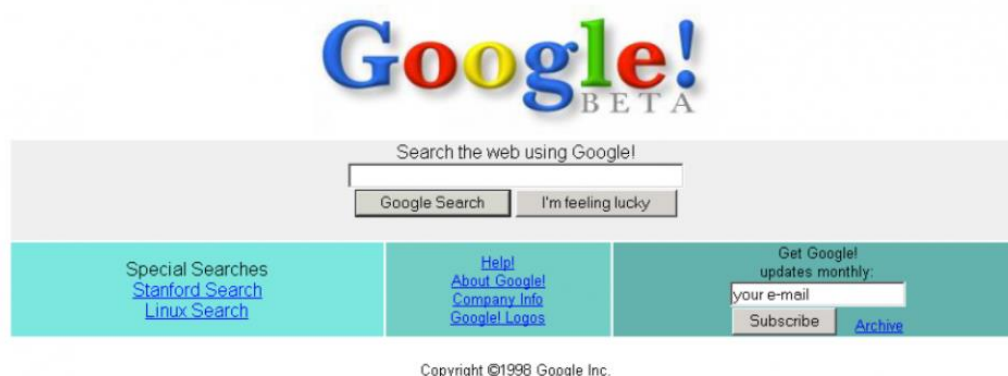 Google!
BETA
Search the web using Google!
Google Search
I'm feeling lucky
Special Searches
Stanford Search
Linux Search
Help!
About Google!
Company Info
Google! Logos
Get Google!
updates monthly:
your e-mail
Subscribe
Archive
Copyright ©1998 Google Inc.